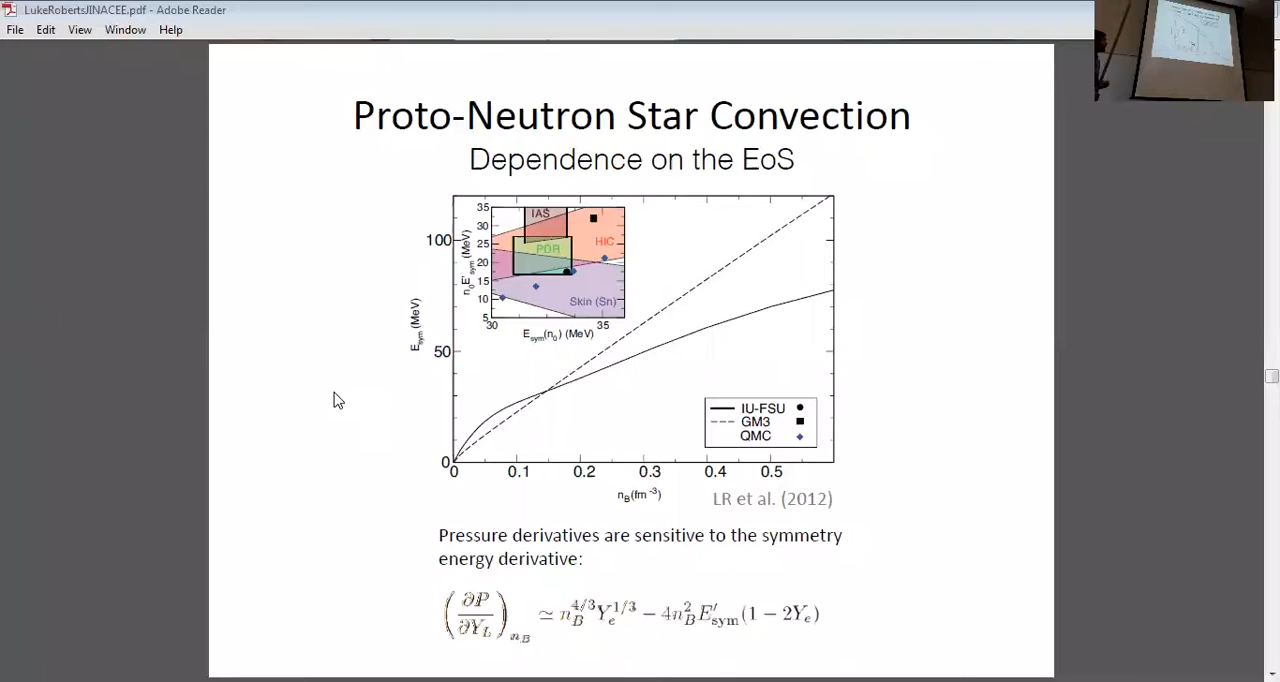 LukeRobertsJINACEE.pdf - Adobe Reader
File Edit View Window Help
Proto-Neutron Star Convection
Dependence on the EoS
E_sym (MeV)
100
50
0
0 0.1 0.2 0.3 0.4 0.5
n_B(fm^-3)
n_0E'_sym (MeV)
35
30
25
20
15
10
5
30 35
E_sym(n_0) (MeV)
IAS
HIC
PDR
Skin (Sn)
IU-FSU
GM3
QMC
LR et al. (2012)
Pressure derivatives are sensitive to the symmetry
energy derivative:
(∂P/∂Y_L)_{n_B} ≃ n_B^{4/3} Y_e^{1/3} − 4n_B^2 E'_sym (1 − 2Y_e)